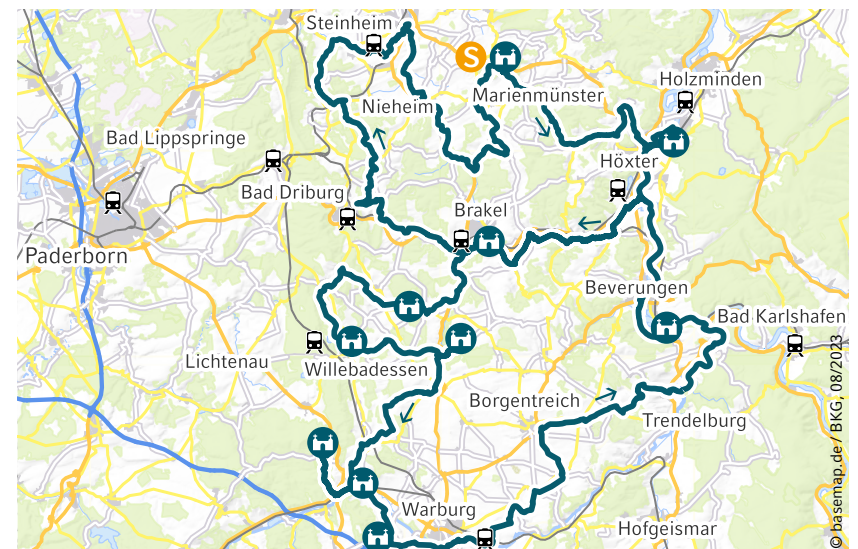 Steinheim
S
Holzminden
Marienmünster
Nieheim
Bad Lippspringe
Höxter
Bad Driburg
Brakel
Paderborn
Beverungen
Bad Karlshafen
Lichtenau
Willebadessen
Borgentreich
Trendelburg
Warburg
Hofgeismar
© basemap.de / BKG, 08/2023